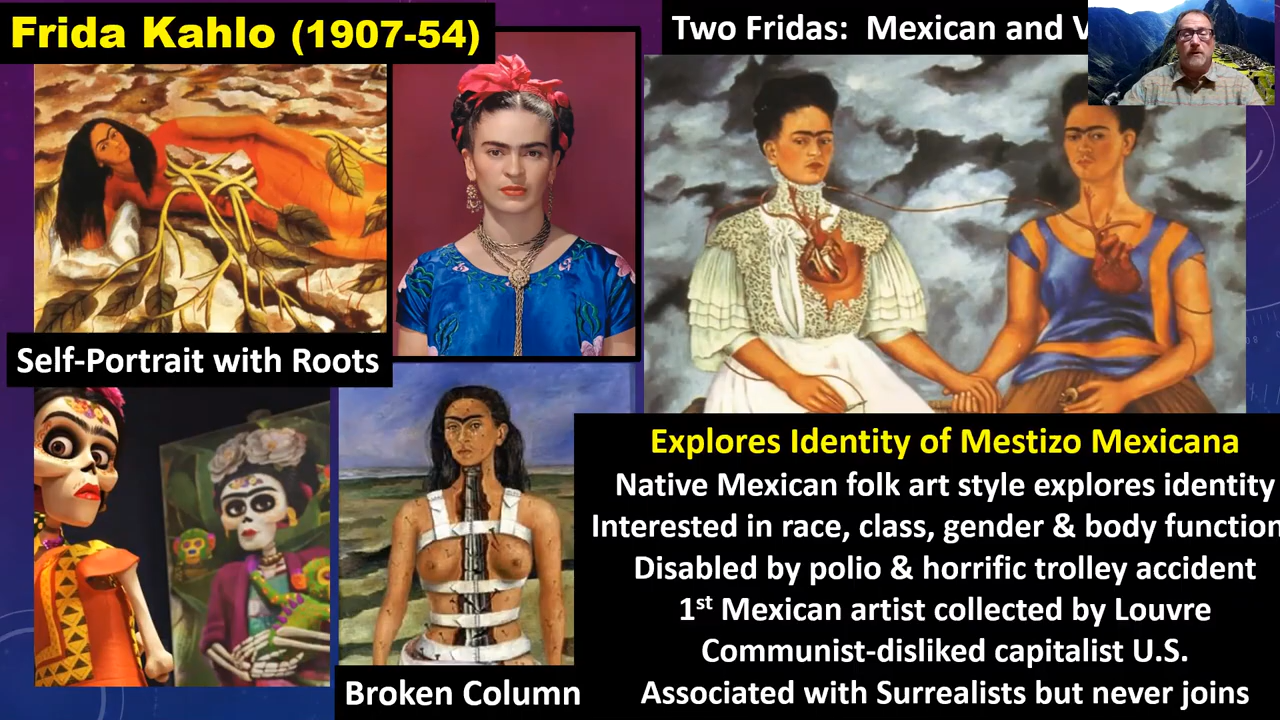 Frida Kahlo (1907-54)
Two Fridas: Mexican and
Self-Portrait with Roots
Broken Column
Explores Identity of Mestizo Mexicana
Native Mexican folk art style explores identity
Interested in race, class, gender & body function
Disabled by polio & horrific trolley accident
1st Mexican artist collected by Louvre
Communist-disliked capitalist U.S.
Associated with Surrealists but never joins